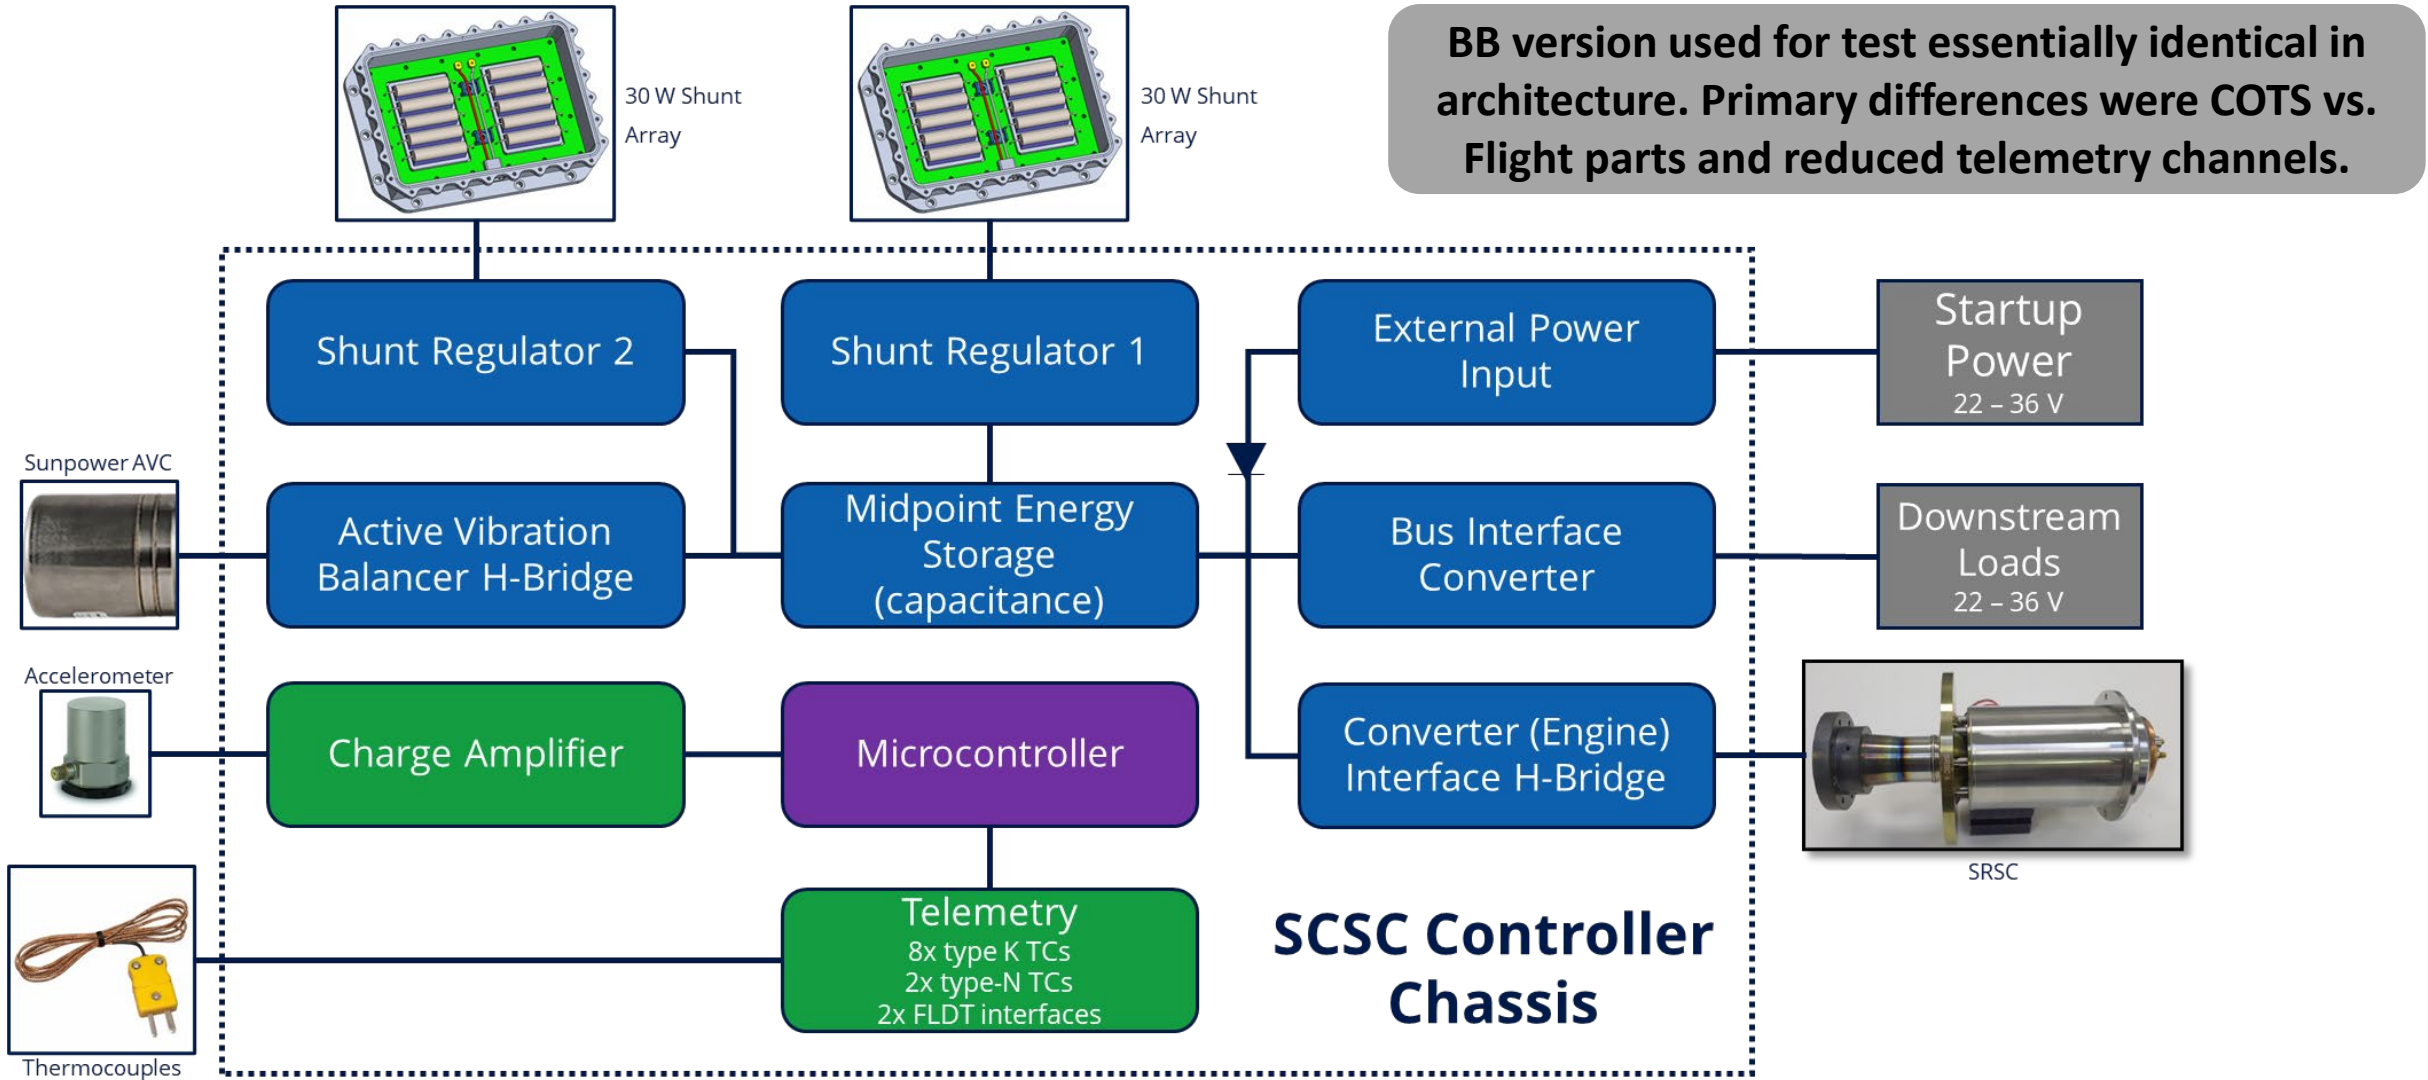 BB version used for test essentially identical in
architecture. Primary differences were COTS vs.
Flight parts and reduced telemetry channels.
30 W Shunt
Array
30 W Shunt
Array
Shunt Regulator 2
Shunt Regulator 1
External Power
Input
Startup
Power
22 – 36 V
Sunpower AVC
Active Vibration
Balancer H-Bridge
Midpoint Energy
Storage
(capacitance)
Bus Interface
Converter
Downstream
Loads
22 – 36 V
Accelerometer
Charge Amplifier
Microcontroller
Converter (Engine)
Interface H-Bridge
SRSC
Telemetry
8x type K TCs
2x type-N TCs
2x FLDT interfaces
SCSC Controller
Chassis
Thermocouples